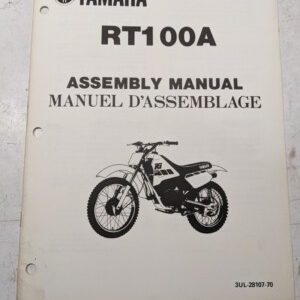 YAMAHA
RT100A
ASSEMBLY MANUAL
MANUEL D'ASSEMBLAGE
3UL-28107-70